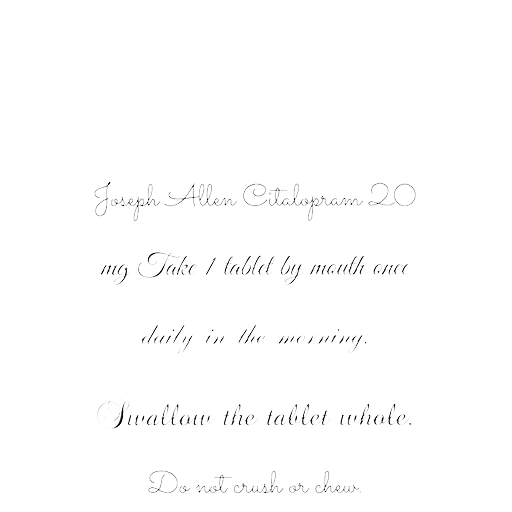 Joseph Allen Citalopram 20
mg Take 1 tablet by mouth once
daily in the morning.
Swallow the tablet whole.
Do not crush or chew.